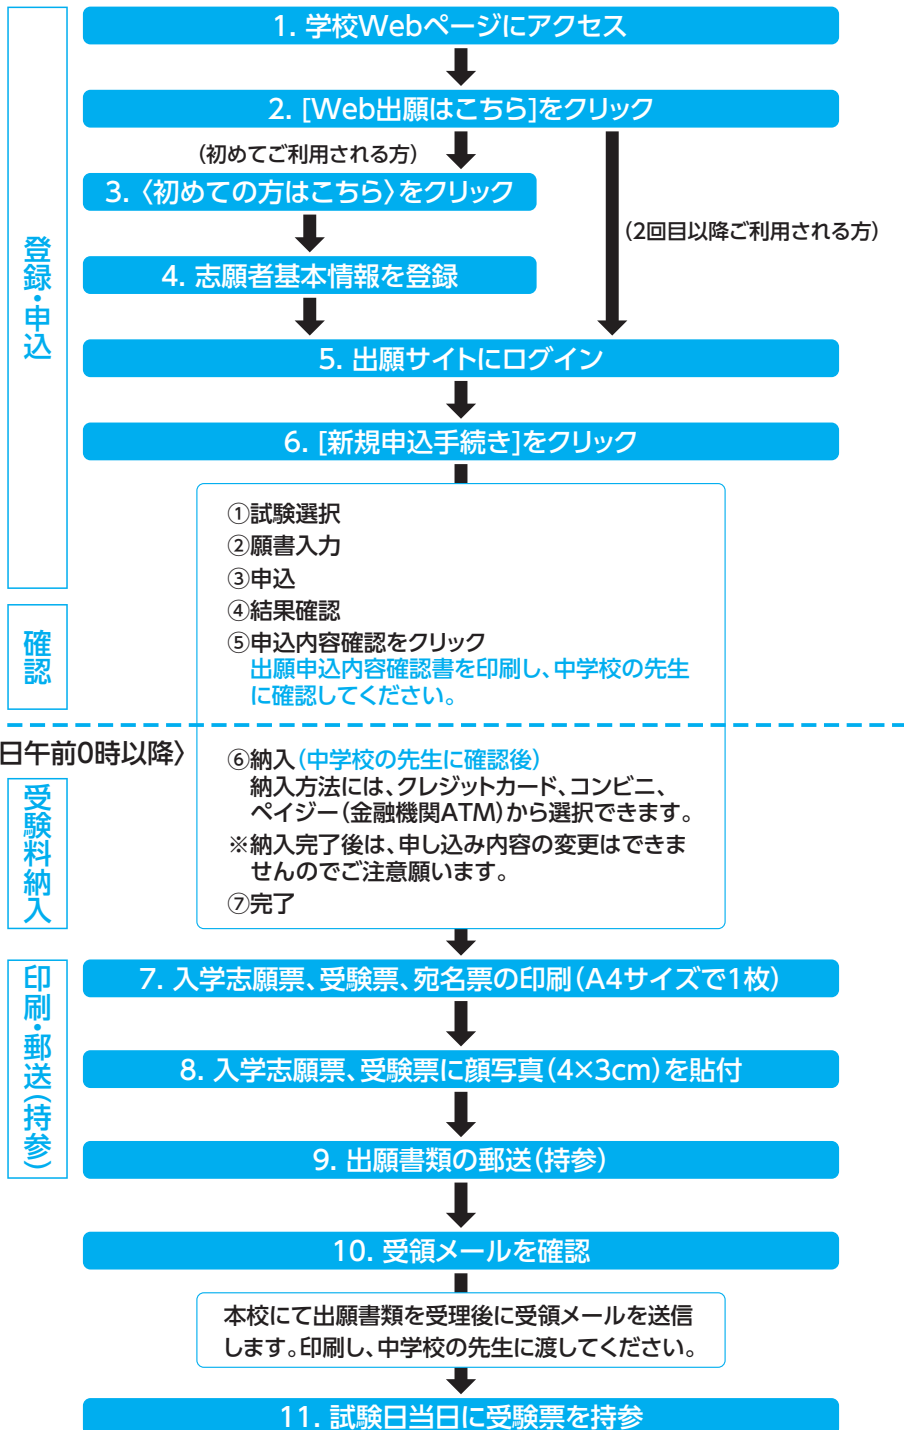 登録・申込
1. 学校Webページにアクセス
2. [Web出願はこちら]をクリック
(初めてご利用される方)
3. 〈初めての方はこちら〉をクリック
(2回目以降ご利用される方)
4. 志願者基本情報を登録
5. 出願サイトにログイン
6. [新規申込手続き]をクリック
①試験選択
②願書入力
③申込
④結果確認
確認
⑤申込内容確認をクリック
出願申込内容確認書を印刷し、中学校の先生
に確認してください。
日午前0時以降〉
受験料納入
⑥納入(中学校の先生に確認後)
納入方法には、クレジットカード、コンビニ、
ペイジー(金融機関ATM)から選択できます。
※納入完了後は、申し込み内容の変更はできま
せんのでご注意願います。
⑦完了
印刷・郵送(持参)
7. 入学志願票、受験票、宛名票の印刷(A4サイズで1枚)
8. 入学志願票、受験票に顔写真(4×3cm)を貼付
9. 出願書類の郵送(持参)
10. 受領メールを確認
本校にて出願書類を受理後に受領メールを送信
します。印刷し、中学校の先生に渡してください。
11. 試験日当日に受験票を持参